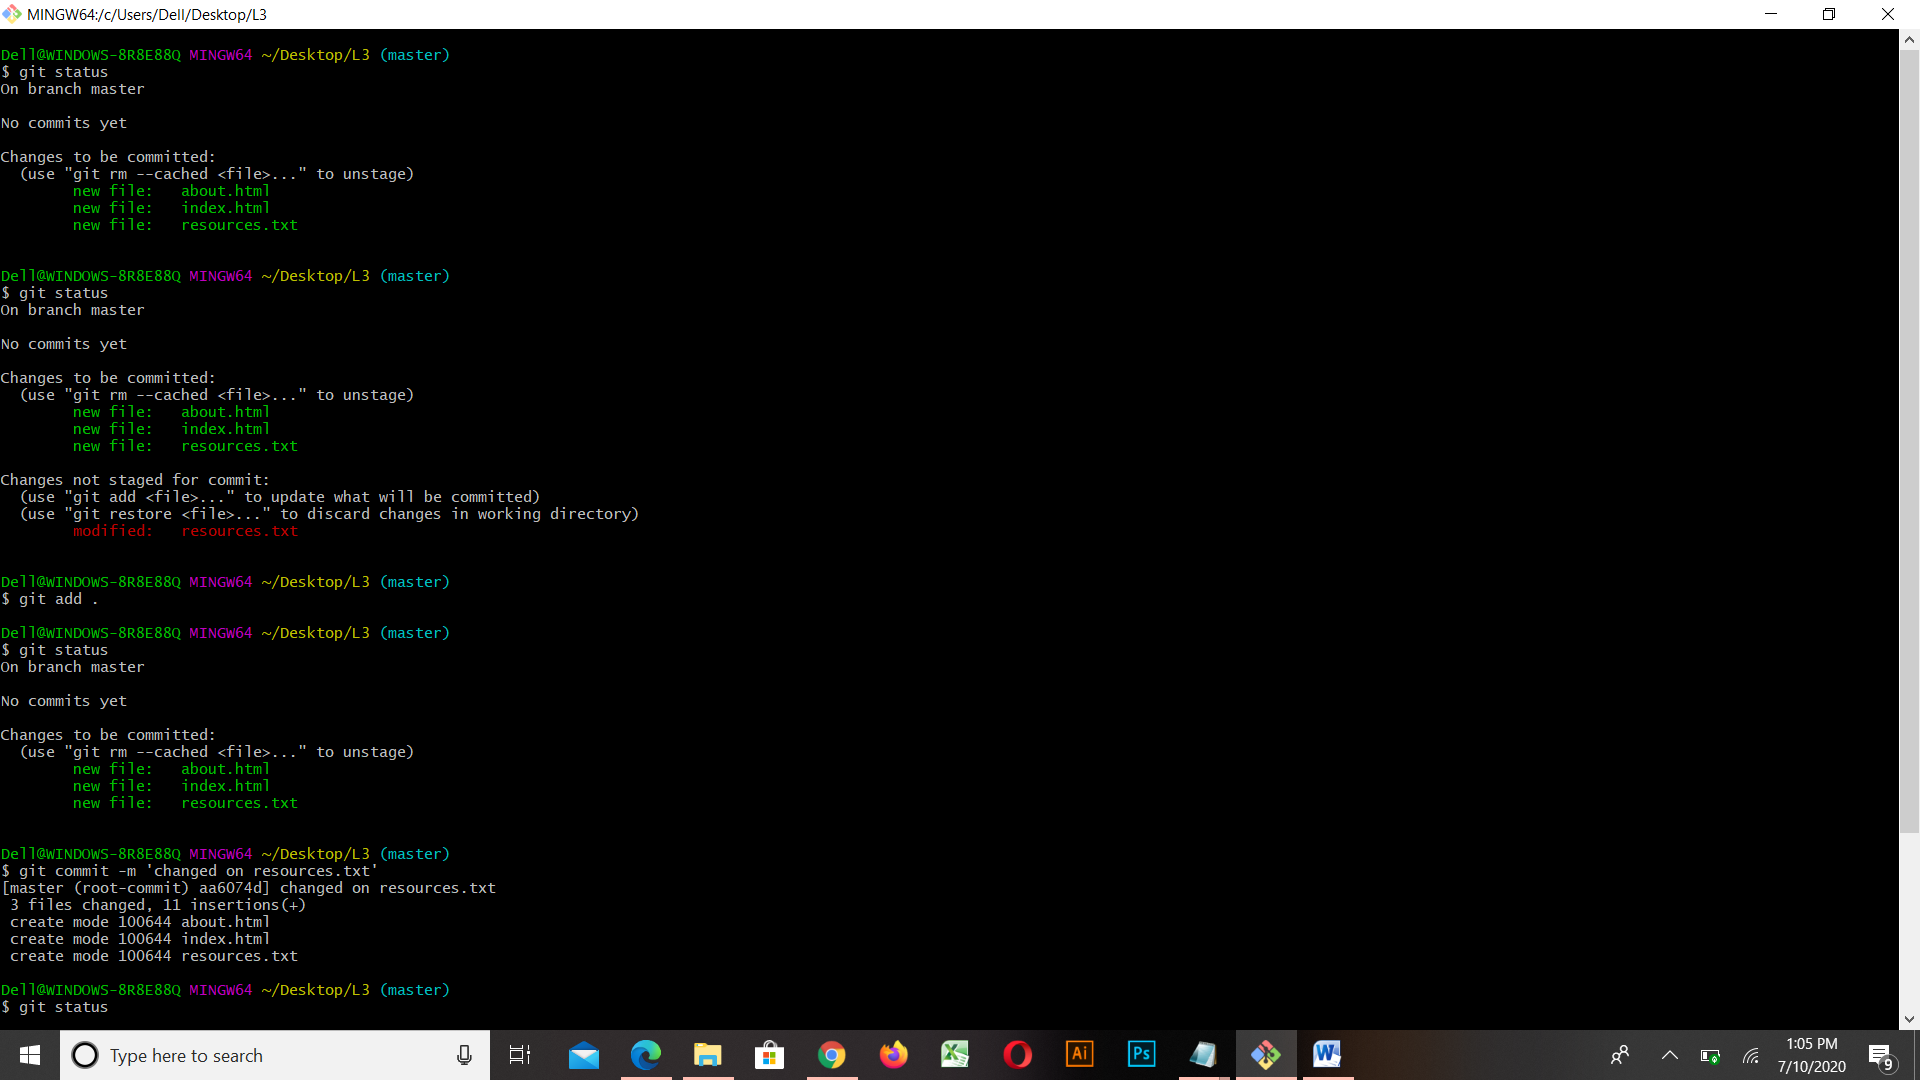 MINGW64:/c/Users/Dell/Desktop/L3
Dell@WINDOWS-8R8E88Q MINGW64 ~/Desktop/L3 (master)
$ git status
On branch master
No commits yet
Changes to be committed:
  (use "git rm --cached <file>..." to unstage)
        new file:   about.html
        new file:   index.html
        new file:   resources.txt
Dell@WINDOWS-8R8E88Q MINGW64 ~/Desktop/L3 (master)
$ git status
On branch master
No commits yet
Changes to be committed:
  (use "git rm --cached <file>..." to unstage)
        new file:   about.html
        new file:   index.html
        new file:   resources.txt
Changes not staged for commit:
  (use "git add <file>..." to update what will be committed)
  (use "git restore <file>..." to discard changes in working directory)
        modified:   resources.txt
Dell@WINDOWS-8R8E88Q MINGW64 ~/Desktop/L3 (master)
$ git add .
Dell@WINDOWS-8R8E88Q MINGW64 ~/Desktop/L3 (master)
$ git status
On branch master
No commits yet
Changes to be committed:
  (use "git rm --cached <file>..." to unstage)
        new file:   about.html
        new file:   index.html
        new file:   resources.txt
Dell@WINDOWS-8R8E88Q MINGW64 ~/Desktop/L3 (master)
$ git commit -m 'changed on resources.txt'
[master (root-commit) aa6074d] changed on resources.txt
 3 files changed, 11 insertions(+)
 create mode 100644 about.html
 create mode 100644 index.html
 create mode 100644 resources.txt
Dell@WINDOWS-8R8E88Q MINGW64 ~/Desktop/L3 (master)
$ git status
Type here to search
Ai
Ps
W
1:05 PM
7/10/2020
9